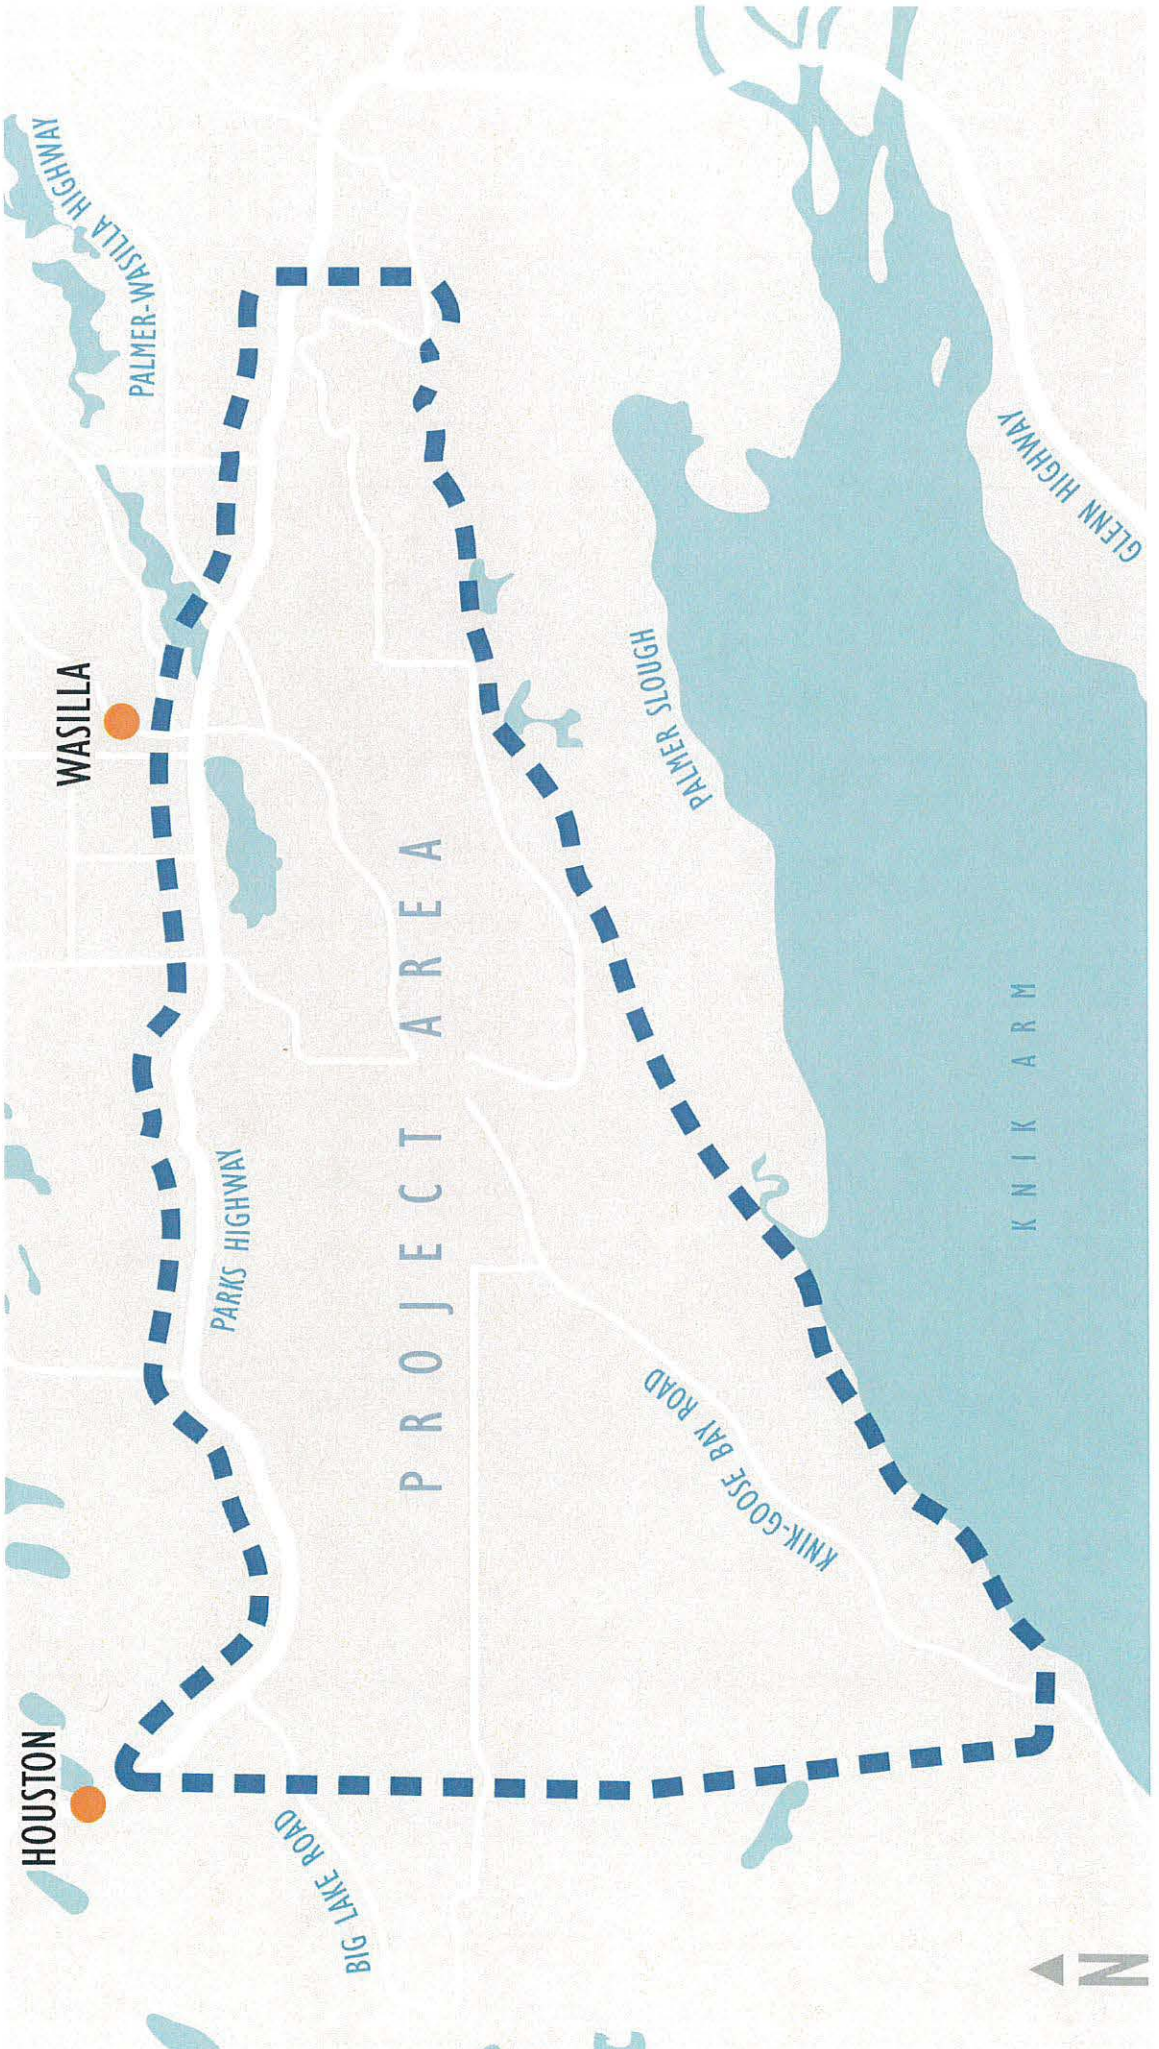 HOUSTON
WASILLA
PALMER-WASILLA HIGHWAY
PARKS HIGHWAY
BIG LAKE ROAD
PROJECT AREA
KNIK-GOOSE BAY ROAD
PALMER SLOUGH
KNIK ARM
GLENN HIGHWAY
N